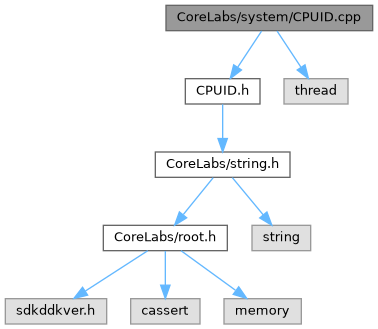 CoreLabs/system/CPUID.cpp
CPUID.h
thread
CoreLabs/string.h
CoreLabs/root.h
string
sdkddkver.h
cassert
memory